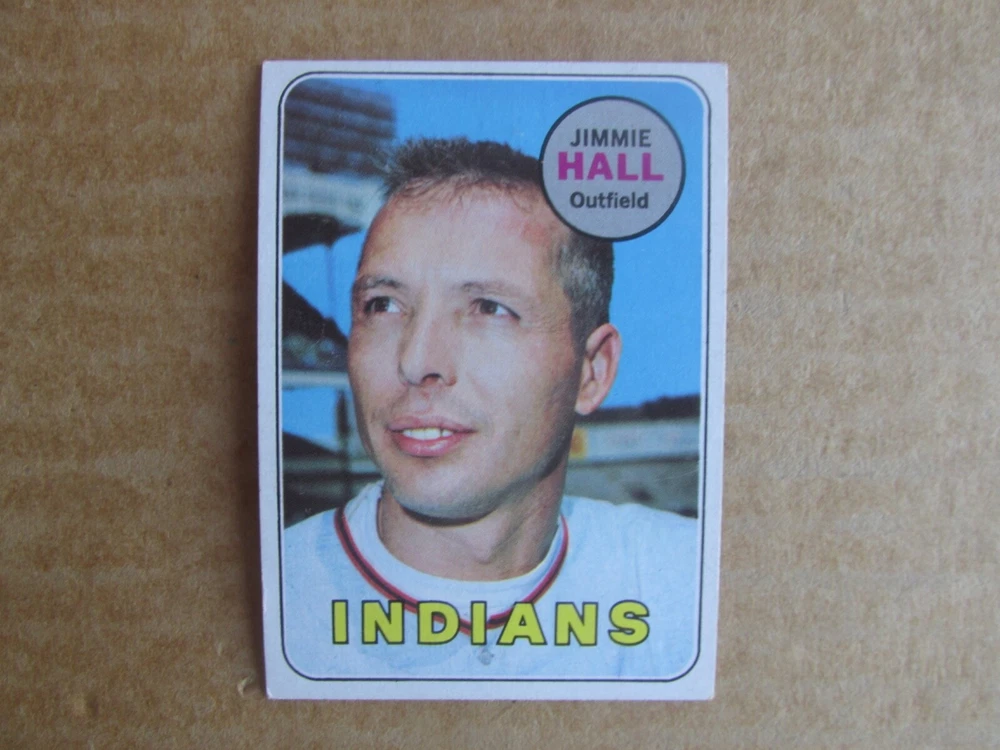 JIMMIE
HALL
Outfield
INDIANS